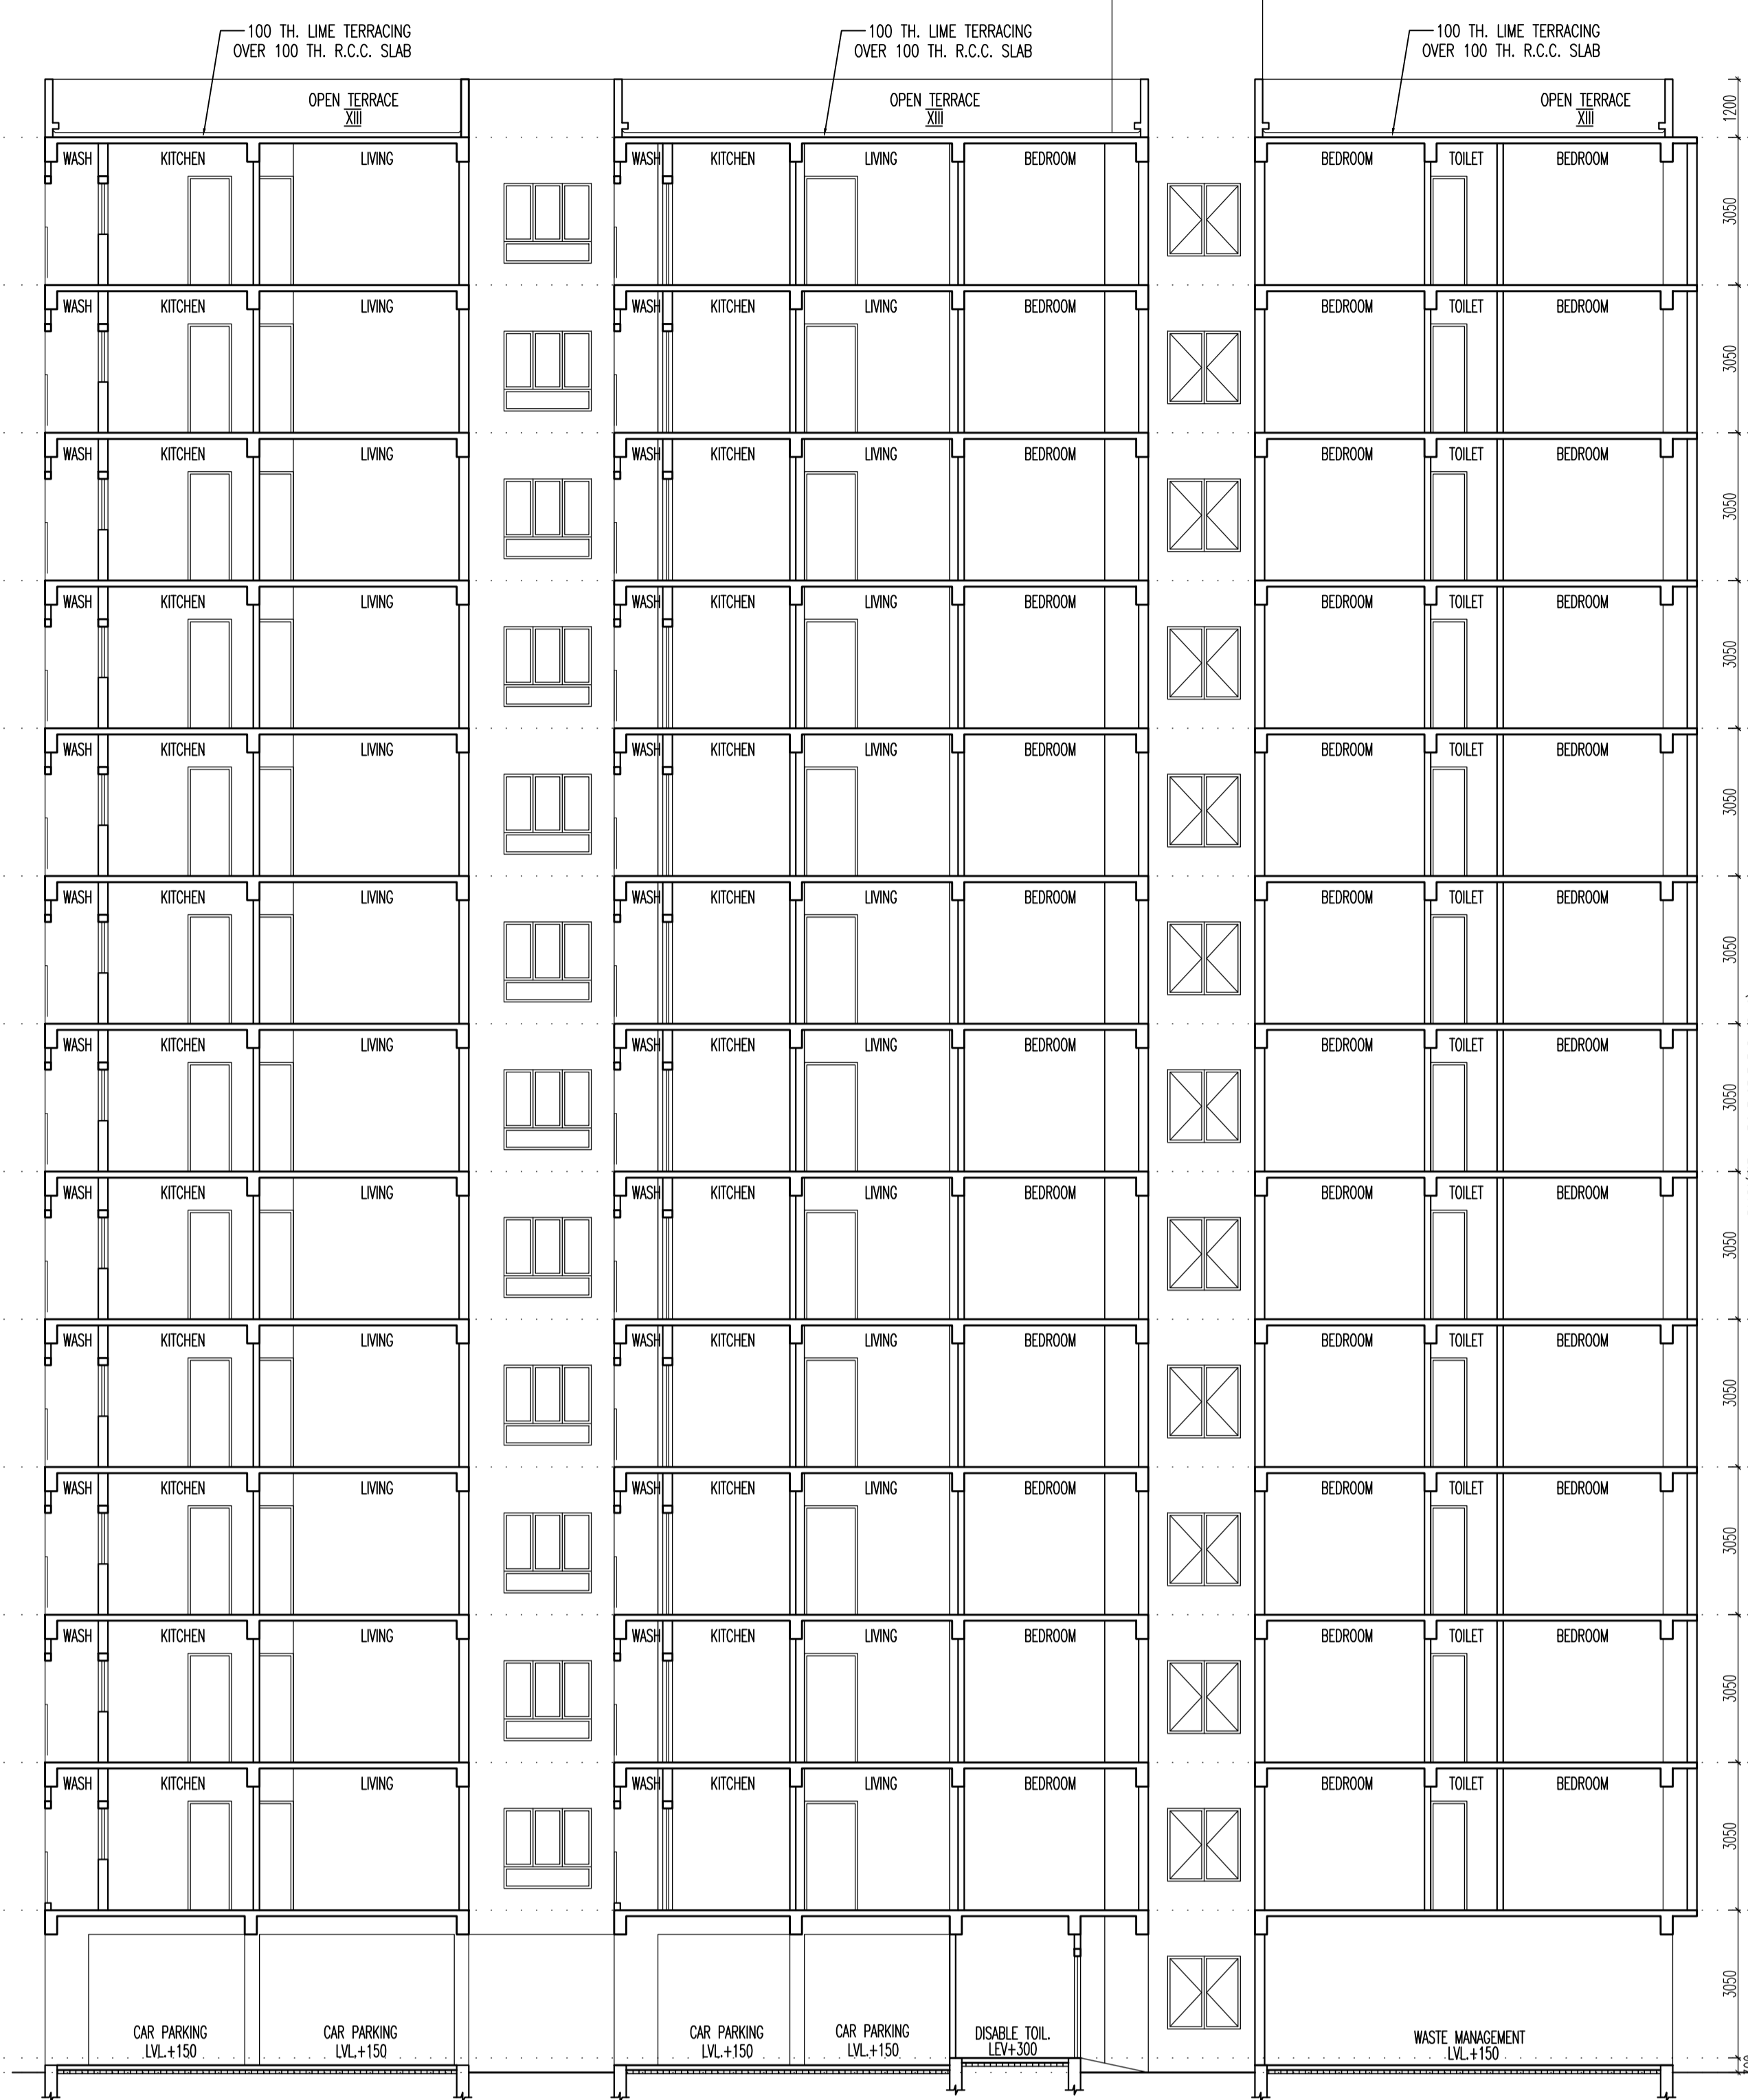 100 TH. LIME TERRACING
OVER 100 TH. R.C.C. SLAB
100 TH. LIME TERRACING
OVER 100 TH. R.C.C. SLAB
100 TH. LIME TERRACING
OVER 100 TH. R.C.C. SLAB
OPEN TERRACE
XIII
OPEN TERRACE
XIII
OPEN TERRACE
XIII
1200
WASH KITCHEN LIVING WASH KITCHEN LIVING BEDROOM BEDROOM TOILET BEDROOM
3050
WASH KITCHEN LIVING WASH KITCHEN LIVING BEDROOM BEDROOM TOILET BEDROOM
3050
WASH KITCHEN LIVING WASH KITCHEN LIVING BEDROOM BEDROOM TOILET BEDROOM
3050
WASH KITCHEN LIVING WASH KITCHEN LIVING BEDROOM BEDROOM TOILET BEDROOM
3050
WASH KITCHEN LIVING WASH KITCHEN LIVING BEDROOM BEDROOM TOILET BEDROOM
3050
WASH KITCHEN LIVING WASH KITCHEN LIVING BEDROOM BEDROOM TOILET BEDROOM
3050
WASH KITCHEN LIVING WASH KITCHEN LIVING BEDROOM BEDROOM TOILET BEDROOM
3050
WASH KITCHEN LIVING WASH KITCHEN LIVING BEDROOM BEDROOM TOILET BEDROOM
3050
WASH KITCHEN LIVING WASH KITCHEN LIVING BEDROOM BEDROOM TOILET BEDROOM
3050
WASH KITCHEN LIVING WASH KITCHEN LIVING BEDROOM BEDROOM TOILET BEDROOM
3050
WASH KITCHEN LIVING WASH KITCHEN LIVING BEDROOM BEDROOM TOILET BEDROOM
3050
WASH KITCHEN LIVING WASH KITCHEN LIVING BEDROOM BEDROOM TOILET BEDROOM
3050
3050
CAR PARKING
LVL.+150
CAR PARKING
LVL.+150
CAR PARKING
LVL.+150
CAR PARKING
LVL.+150
DISABLE TOIL.
LEV+300
WASTE MANAGEMENT
LVL.+150